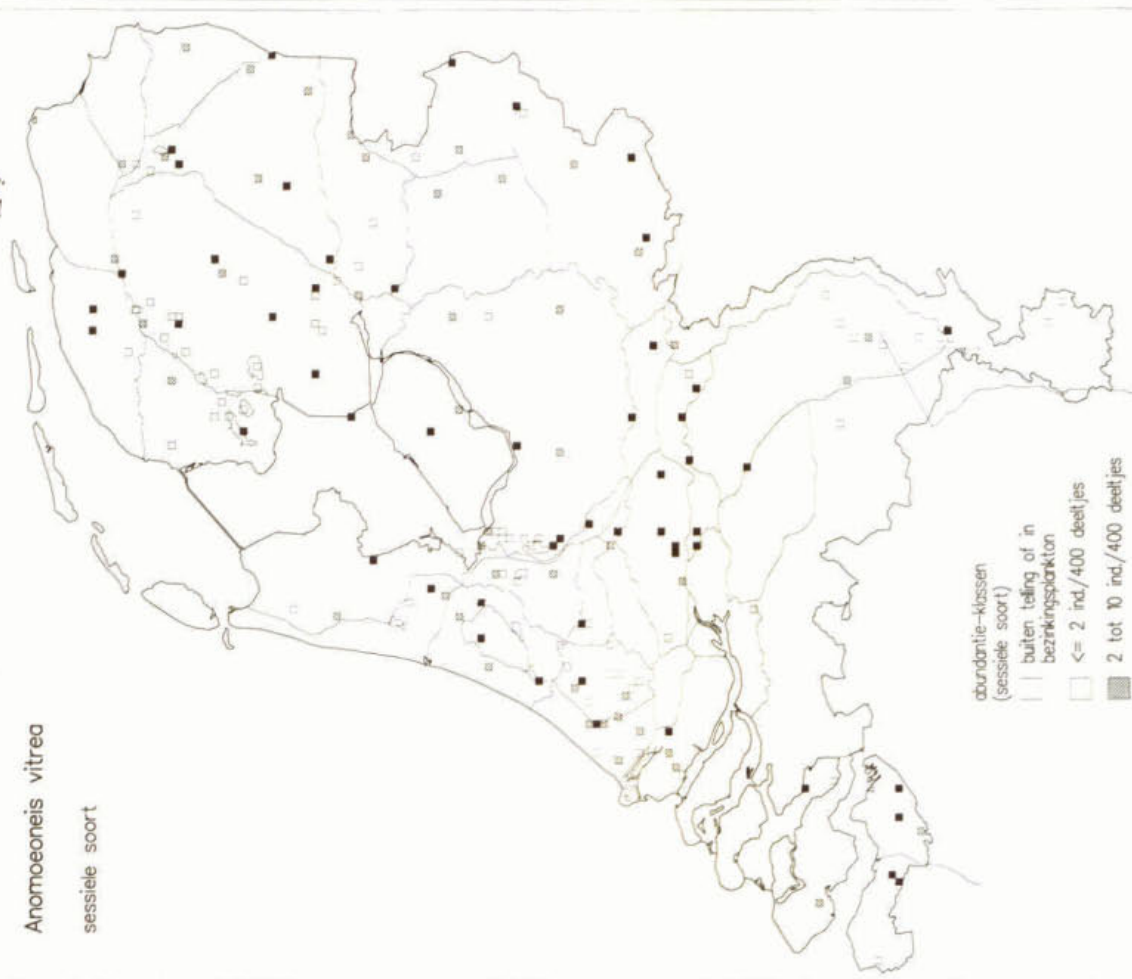 Anomoeoneis vitrea
sessiele soort
abundantie-klassen
(sessiele soort)
buiten telling of in
bezinkingsplankton
<= 2 ind./400 deeltjes
2 tot 10 ind./400 deeltjes